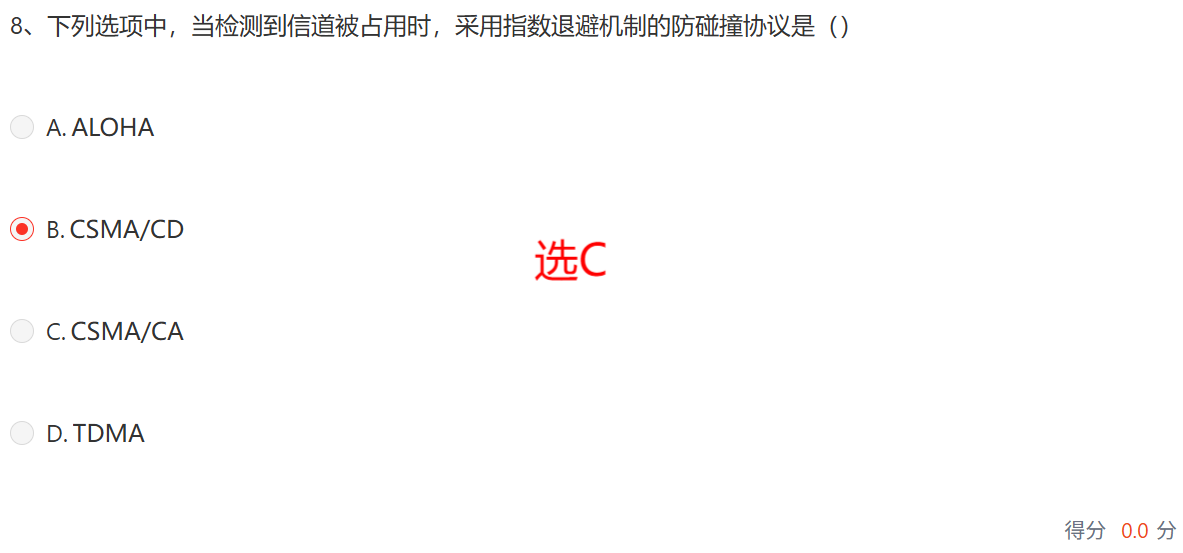 8、下列选项中，当检测到信道被占用时，采用指数退避机制的防碰撞协议是（）
A. ALOHA
B. CSMA/CD
选C
C. CSMA/CA
D. TDMA
得分 0.0 分